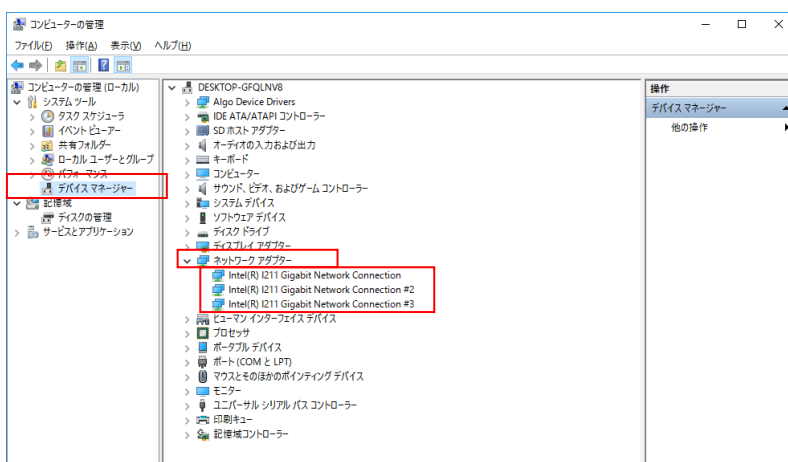 コンピューターの管理
ファイル(F) 操作(A) 表示(V) ヘルプ(H)
コンピューターの管理 (ローカル)
システム ツール
タスク スケジューラ
イベント ビューアー
共有フォルダー
ローカル ユーザーとグループ
パフォーマンス
デバイス マネージャー
記憶域
ディスクの管理
サービスとアプリケーション
DESKTOP-GFQLNV8
Algo Device Drivers
IDE ATA/ATAPI コントローラー
SD ホスト アダプター
オーディオの入力および出力
キーボード
コンピューター
サウンド、ビデオ、およびゲーム コントローラー
システム デバイス
ソフトウェア デバイス
ディスク ドライブ
ディスプレイ アダプター
ネットワーク アダプター
Intel(R) I211 Gigabit Network Connection
Intel(R) I211 Gigabit Network Connection #2
Intel(R) I211 Gigabit Network Connection #3
ヒューマン インターフェイス デバイス
プロセッサ
ポータブル デバイス
ポート (COM と LPT)
マウスとそのほかのポインティング デバイス
モニター
ユニバーサル シリアル バス コントローラー
印刷キュー
記憶域コントローラー
操作
デバイス マネージャー
他の操作